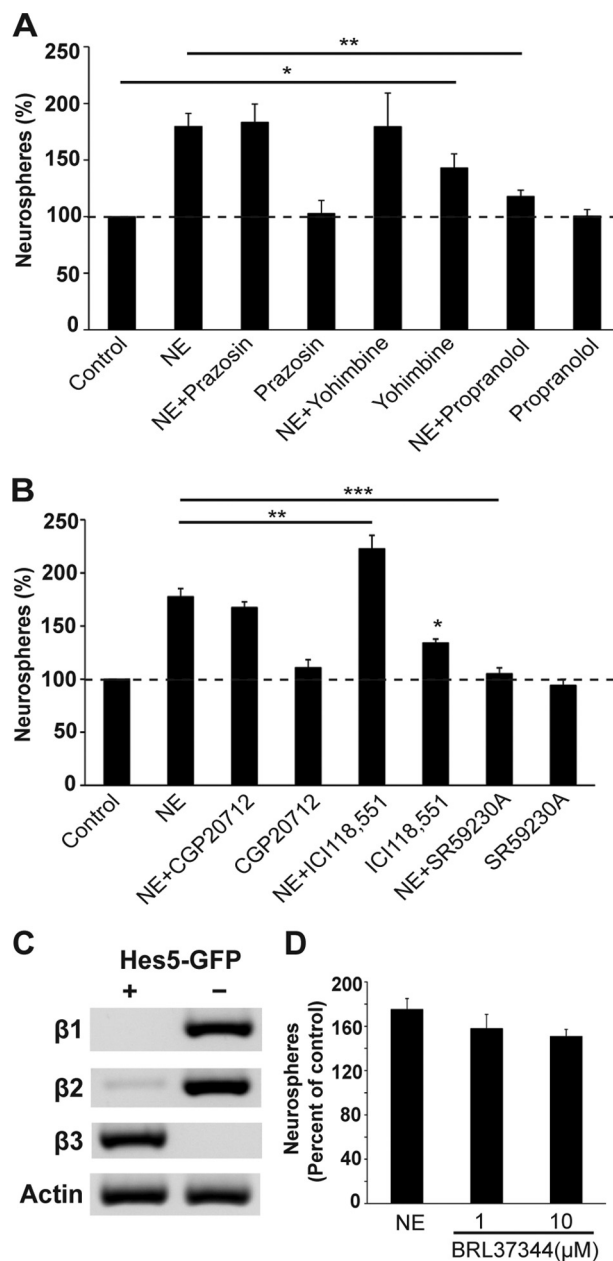 A
**
*
250
200
150
100
50
0
Neurospheres (%)
Control
NE
NE+Prazosin
Prazosin
NE+Yohimbine
Yohimbine
NE+Propranolol
Propranolol
B
***
**
*
250
200
150
100
50
0
Neurospheres (%)
Control
NE
NE+CGP20712
CGP20712
NE+ICI118,551
ICI118,551
NE+SR59230A
SR59230A
C
Hes5-GFP
+ −
β1
β2
β3
Actin
D
200
160
160
120
80
40
0
Neurospheres
(Percent of control)
NE 1 10
BRL37344(μM)